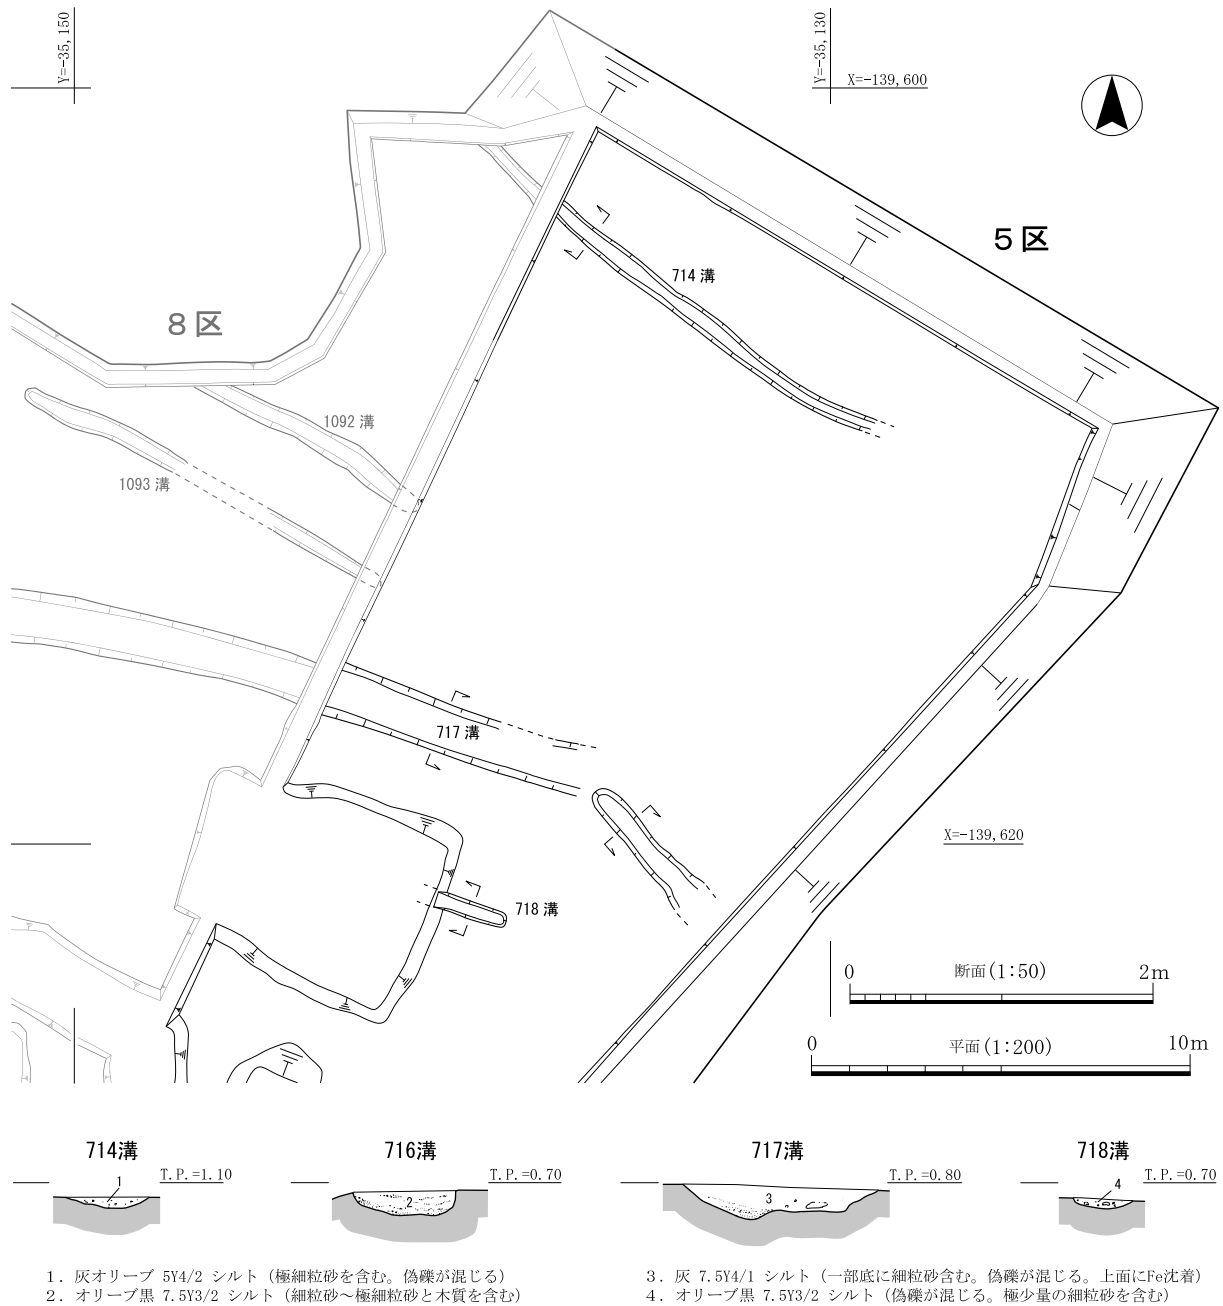 Y=-35,150
Y=-35,130
X=-139,600
5区
714溝
8区
1092溝
1093溝
717溝
718溝
X=-139,620
0 断面(1:50) 2m
0 平面(1:200) 10m
714溝
T.P.=1.10
1
716溝
T.P.=0.70
2
717溝
T.P.=0.80
3
718溝
T.P.=0.70
4
1. 灰オリーブ 5Y4/2 シルト（極細粒砂を含む。偽礫が混じる）
2. オリーブ黒 7.5Y3/2 シルト（細粒砂～極細粒砂と木質を含む）
3. 灰 7.5Y4/1 シルト（一部底に細粒砂含む。偽礫が混じる。上面にFe沈着）
4. オリーブ黒 7.5Y3/2 シルト（偽礫が混じる。極少量の細粒砂を含む）